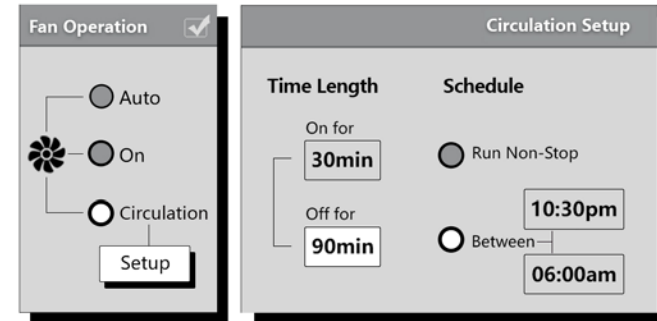 Fan Operation
Auto
On
Circulation
Setup
Circulation Setup
Time Length
On for
30min
Off for
90min
Schedule
Run Non-Stop
10:30pm
Between
06:00am